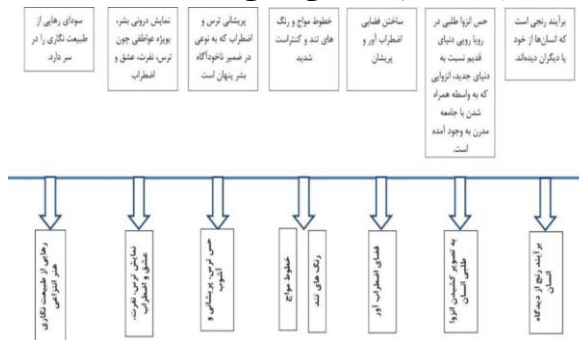 برآیند رنجی است
که انسان‌ها از خود
یا دیگران دیده‌اند.
حس انزوا طلبی در
رویا رویی دنیای
قدیم نسبت به
دنیای جدید، انزوایی
که به واسطه همراه
شدن با جامعه
مدرن به وجود آمده
است.
ساختن فضایی
اضطراب آور و
پریشان
خطوط مواج و رنگ
های تند و کنتراست
شدید
پریشانی ترس و
اضطراب که به نوعی
در ضمیر ناخودآگاه
بشر پنهان است
نمایش درونی بشر،
بویژه عواطفی چون
ترس، نفرت، عشق و
اضطراب
سودای رهایی از
طبیعت نگاری را در
سر دارد.
برآیند رنج از دیدگاه
انسان
به تصویر کشیدن انزوا
طلبی انسان
فضای اضطراب آور
رنگ های تند
خطوط مواج
حس ترس، پریشانی و
آشوب
نمایش ترس، نفرت،
عشق و اضطراب
رهایی از طبیعت نگاری
هنر انتزاعی